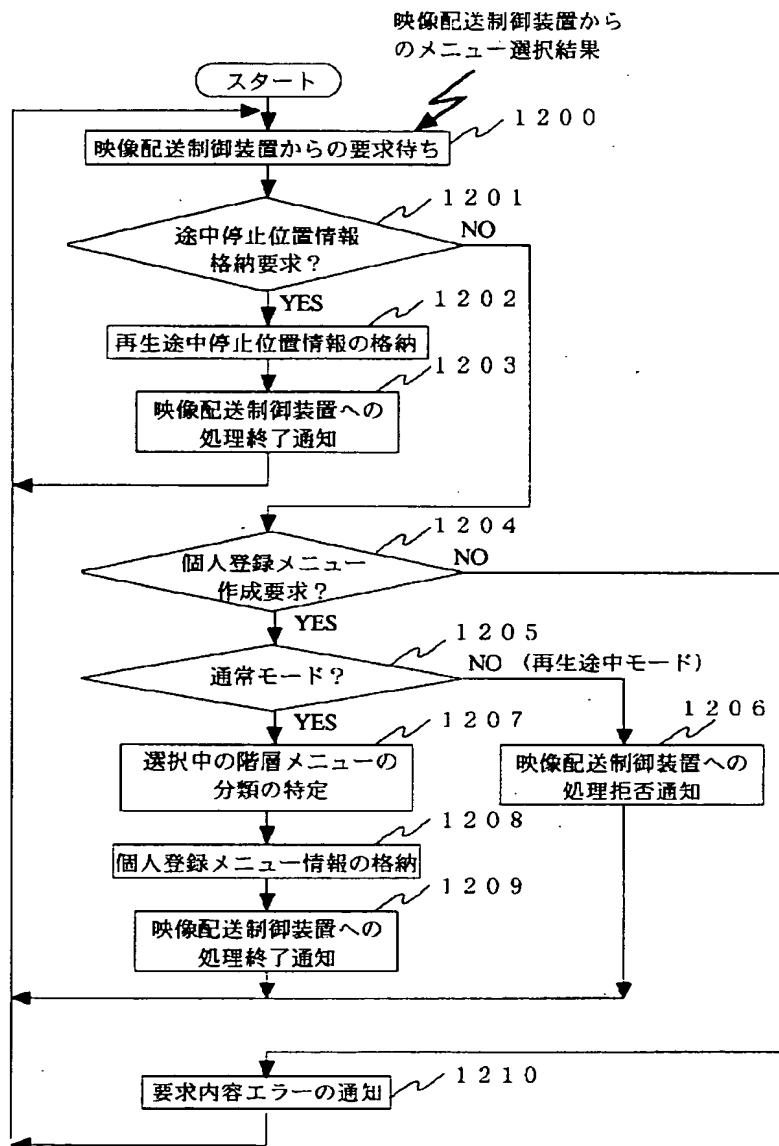 映像配送制御装置から
のメニュー選択結果
スタート
1200
映像配送制御装置からの要求待ち
1201
途中停止位置情報
格納要求?
NO
YES
1202
再生途中停止位置情報の格納
1203
映像配送制御装置への
処理終了通知
1204
個人登録メニュー
作成要求?
NO
YES
1205
通常モード?
NO (再生途中モード)
YES
1206
映像配送制御装置への
処理拒否通知
1207
選択中の階層メニューの
分類の特定
1208
個人登録メニュー情報の格納
1209
映像配送制御装置への
処理終了通知
1210
要求内容エラーの通知